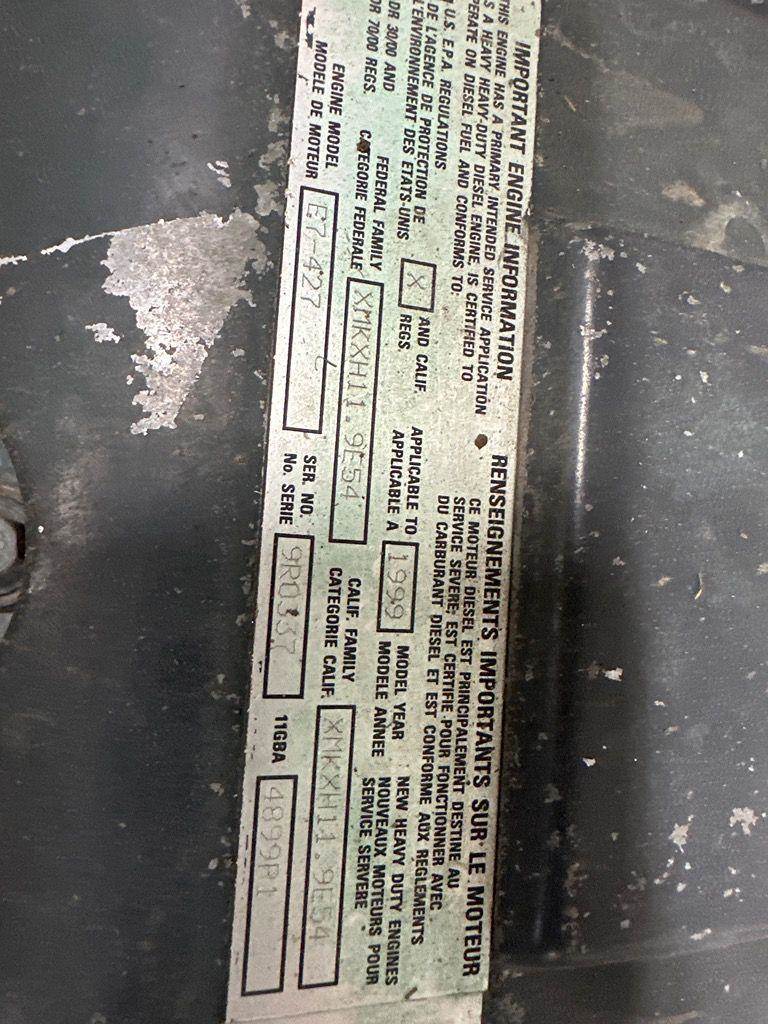 IMPORTANT ENGINE INFORMATION • RENSEIGNEMENTS IMPORTANTS SUR LE MOTEUR
THIS ENGINE HAS A PRIMARY INTENDED SERVICE APPLICATION
AS A HEAVY HEAVY-DUTY DIESEL ENGINE, IS CERTIFIED TO
OPERATE ON DIESEL FUEL AND CONFORMS TO:
CE MOTEUR DIESEL EST PRINCIPALEMENT DESTINE AU
SERVICE SEVERE; EST CERTIFIE POUR FONCTIONNER AVEC
DU CARBURANT DIESEL ET EST CONFORME AUX REGLEMENTS
U.S. E.P.A. REGULATIONS
DE L'AGENCE DE PROTECTION DE
L'ENVIRONNEMENT DES ETATS-UNIS
X
AND CALIF.
REGS.
APPLICABLE TO
APPLICABLE A
1999
MODEL YEAR
MODELE ANNEE
NEW HEAVY DUTY ENGINES
NOUVEAUX MOTEURS POUR
SERVICE SERVERE
DR 30/00 AND
DR 70/00 REGS.
FEDERAL FAMILY
CATEGORIE FEDERALE
XMKXH11.9E54
CALIF. FAMILY
CATEGORIE CALIF.
XMKXH11.9E54
ENGINE MODEL
MODELE DE MOTEUR
E7-427
SER. NO.
No. SERIE
9R0337
11GBA
4899P1